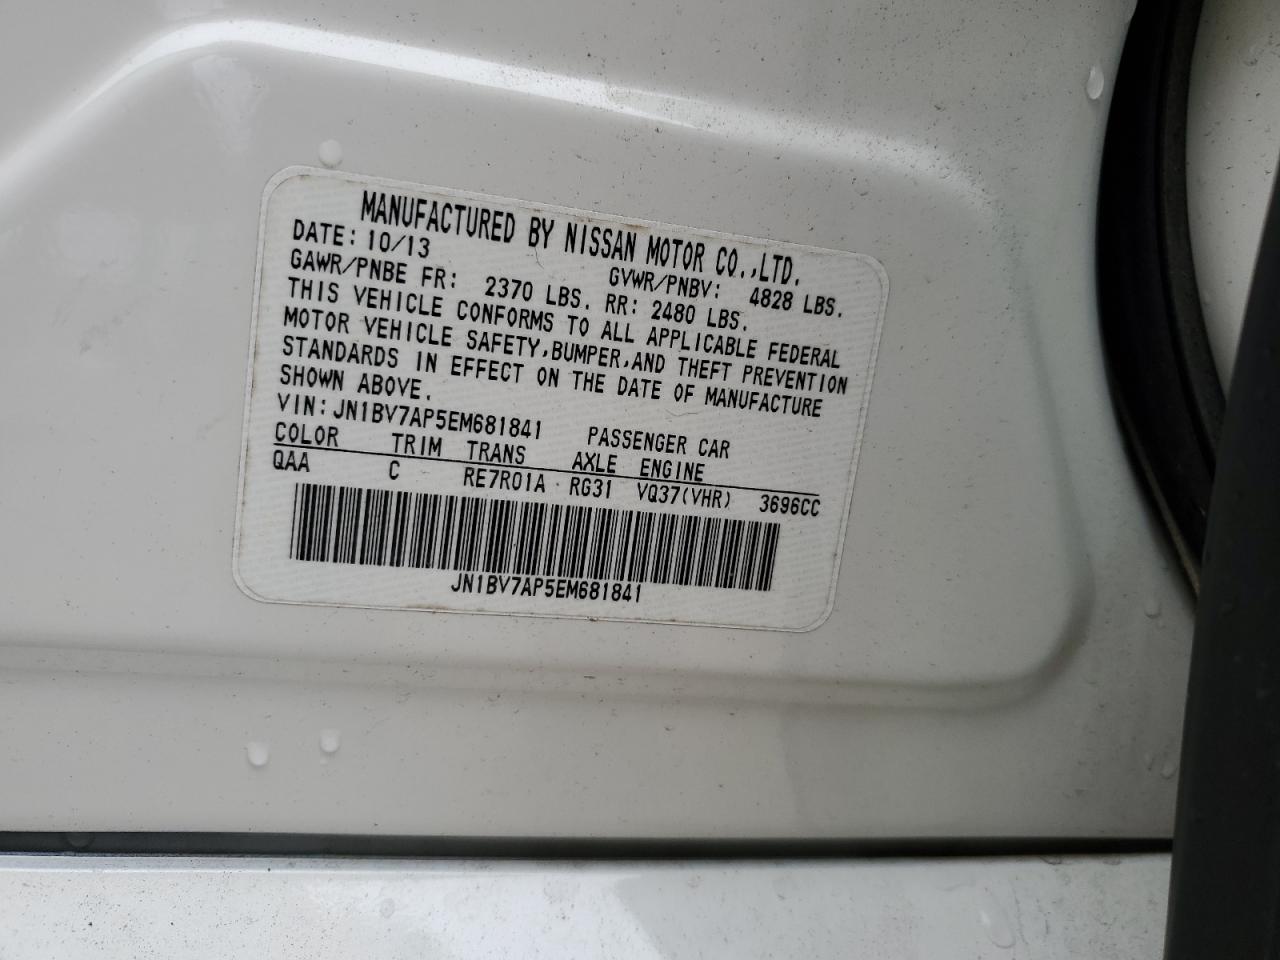 MANUFACTURED BY NISSAN MOTOR CO.,LTD.
DATE: 10/13 GVWR/PNBV: 4828 LBS.
GAWR/PNBE FR: 2370 LBS. RR: 2480 LBS.
THIS VEHICLE CONFORMS TO ALL APPLICABLE FEDERAL
MOTOR VEHICLE SAFETY,BUMPER,AND THEFT PREVENTION
STANDARDS IN EFFECT ON THE DATE OF MANUFACTURE
SHOWN ABOVE.
VIN: JN1BV7AP5EM681841 PASSENGER CAR
COLOR TRIM TRANS AXLE ENGINE
QAA C RE7R01A RG31 VQ37(VHR) 3696CC
JN1BV7AP5EM681841